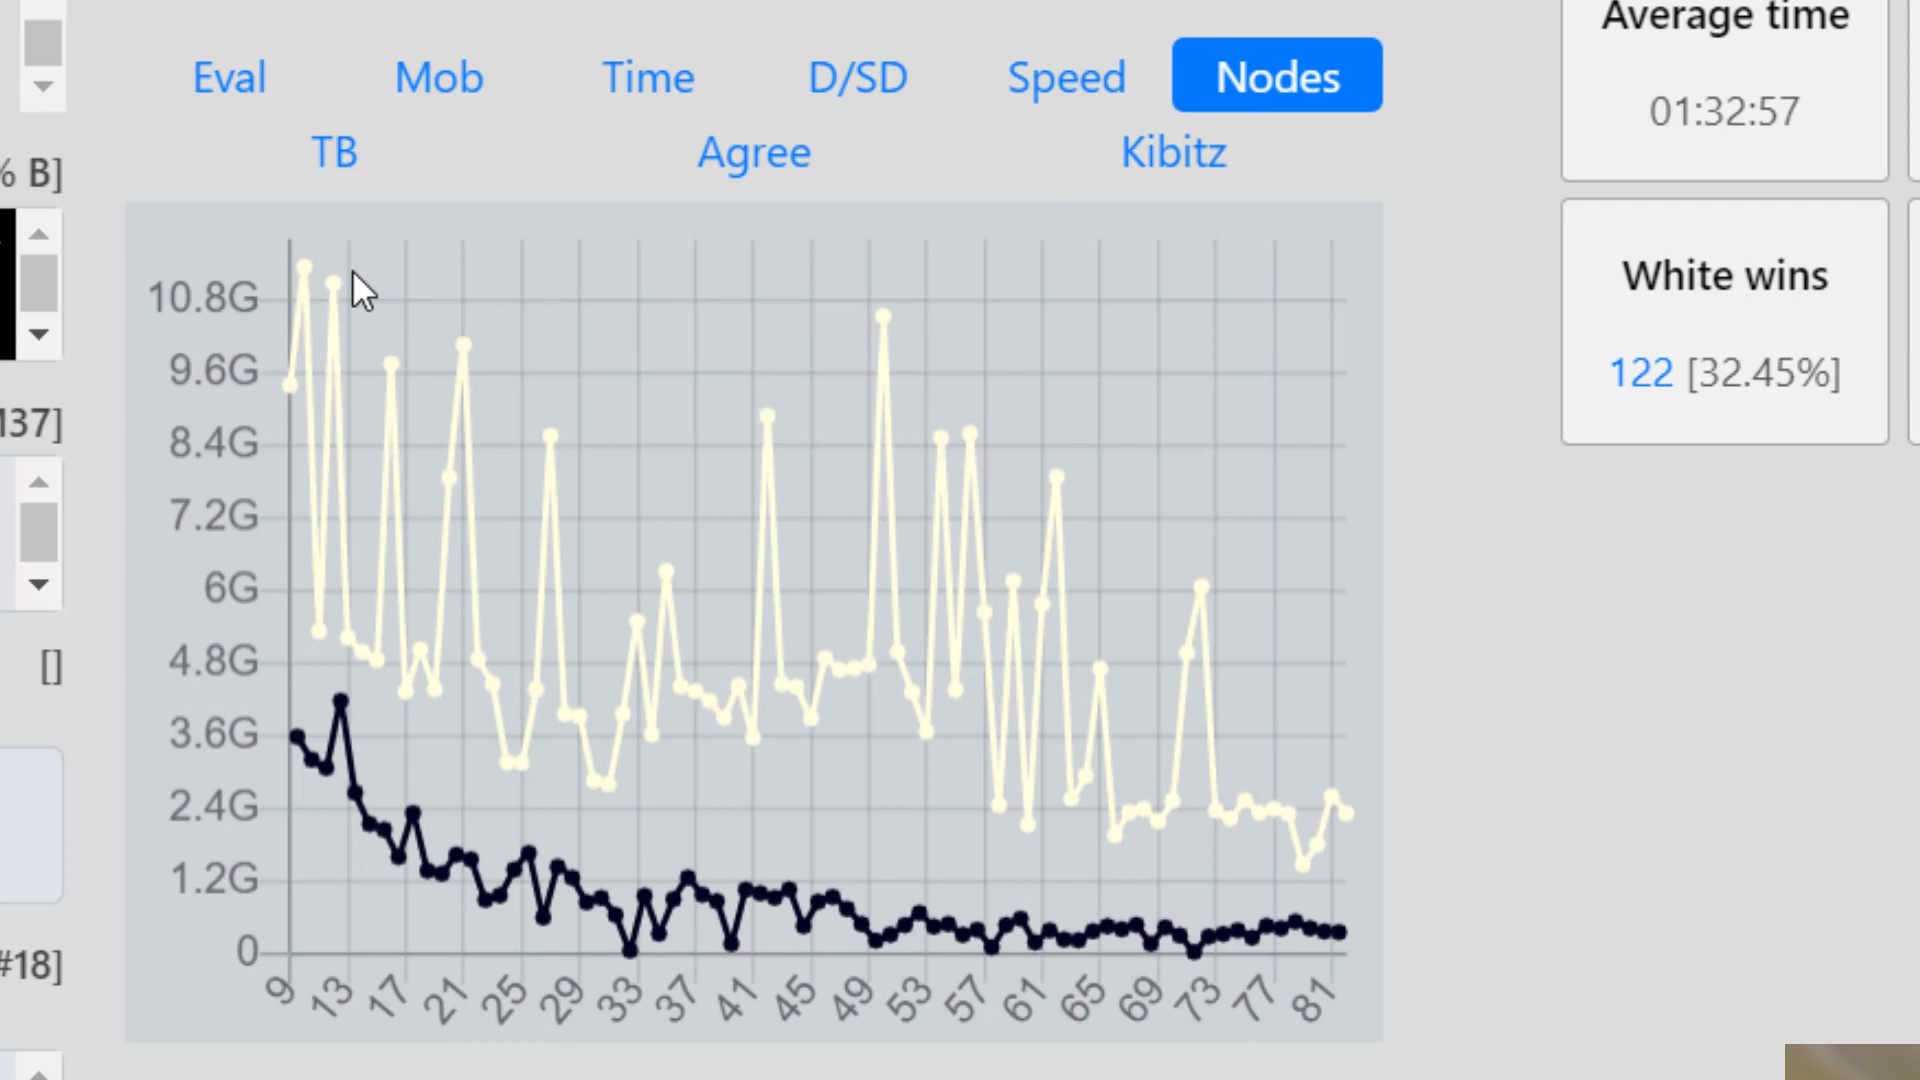 Average time
01:32:57
Eval Mob Time D/SD Speed Nodes
TB Agree Kibitz
% B]
White wins
122 [32.45%]
10.8G
9.6G
8.4G
37]
7.2G
6G
4.8G
[]
3.6G
2.4G
1.2G
0
#18]
9 13 17 21 25 29 33 37 41 45 49 53 57 61 65 69 73 77 81